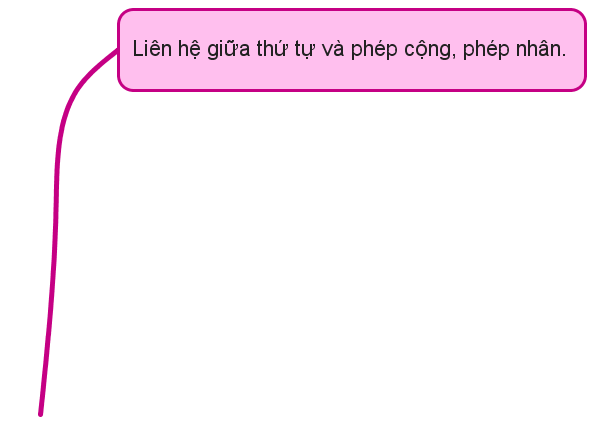 Liên hệ giữa thứ tự và phép cộng, phép nhân.